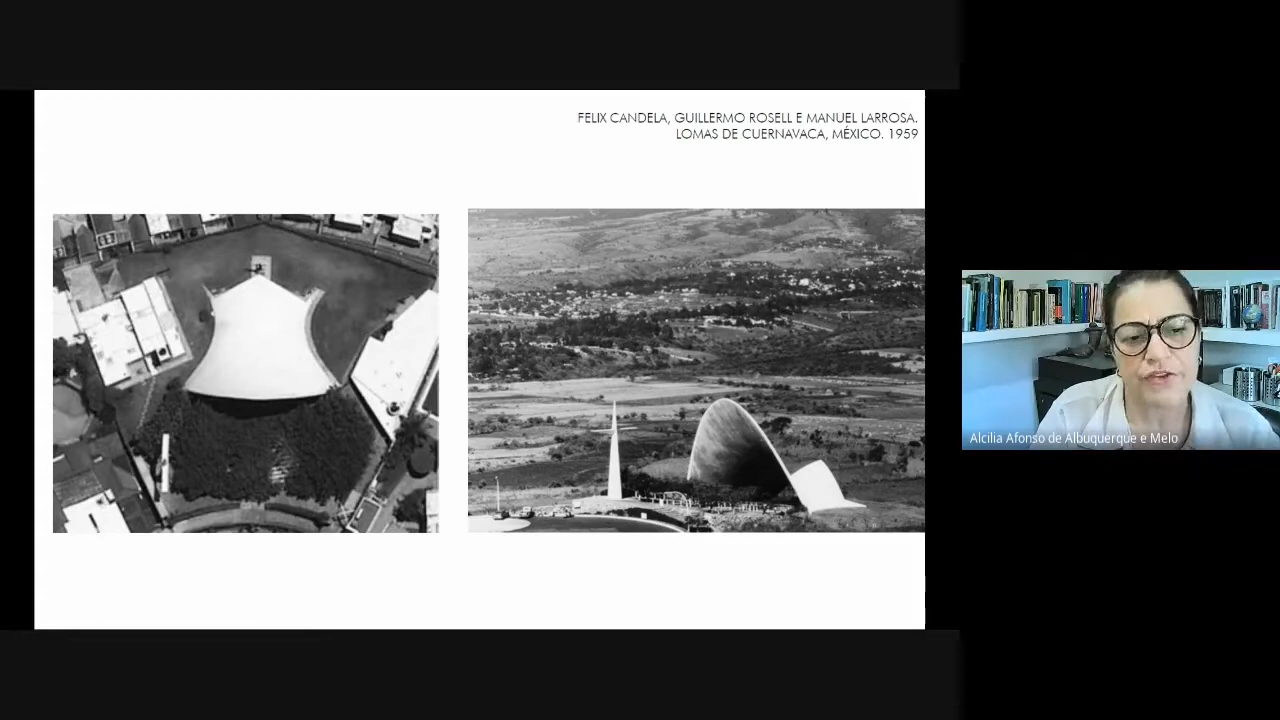 FELIX CANDELA, GUILLERMO ROSELL E MANUEL LARROSA.
LOMAS DE CUERNAVACA, MÉXICO. 1959
Alcilia Afonso de Albuquerque e Melo